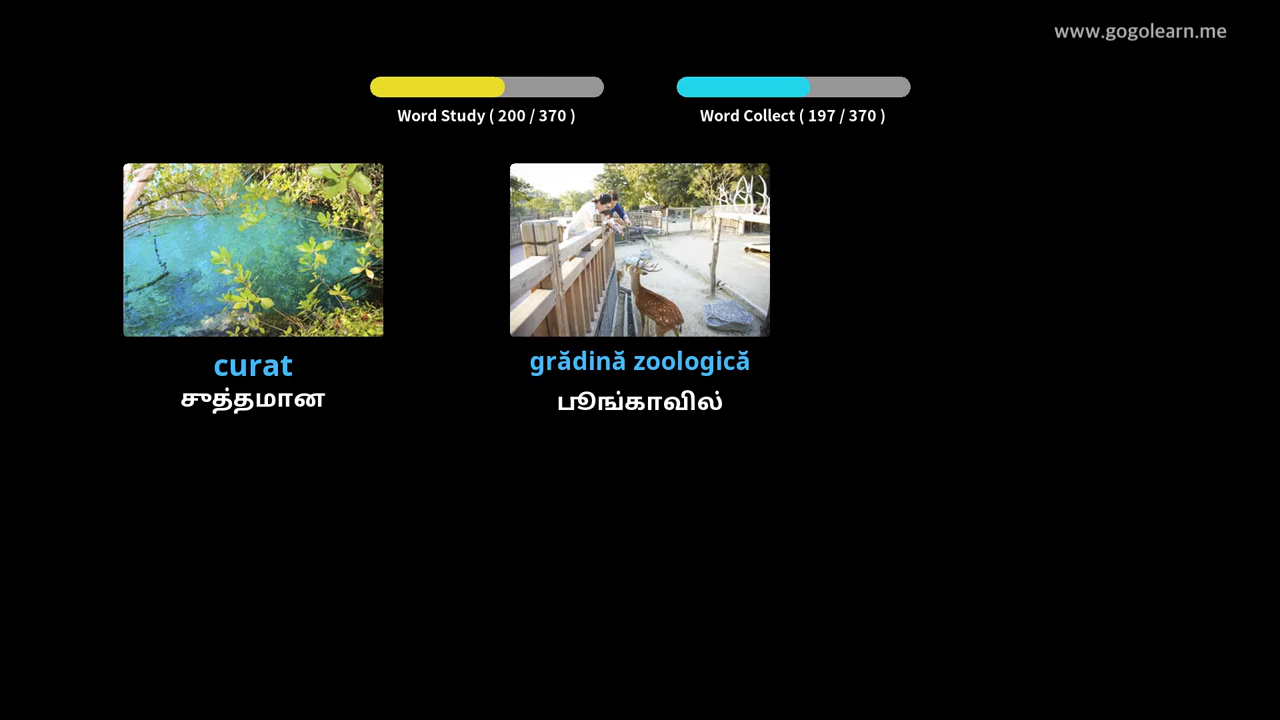 www.gogolearn.me
Word Study ( 200 / 370 )
Word Collect ( 197 / 370 )
curat
சுத்தமான
grădină zoologică
பூங்காவில்